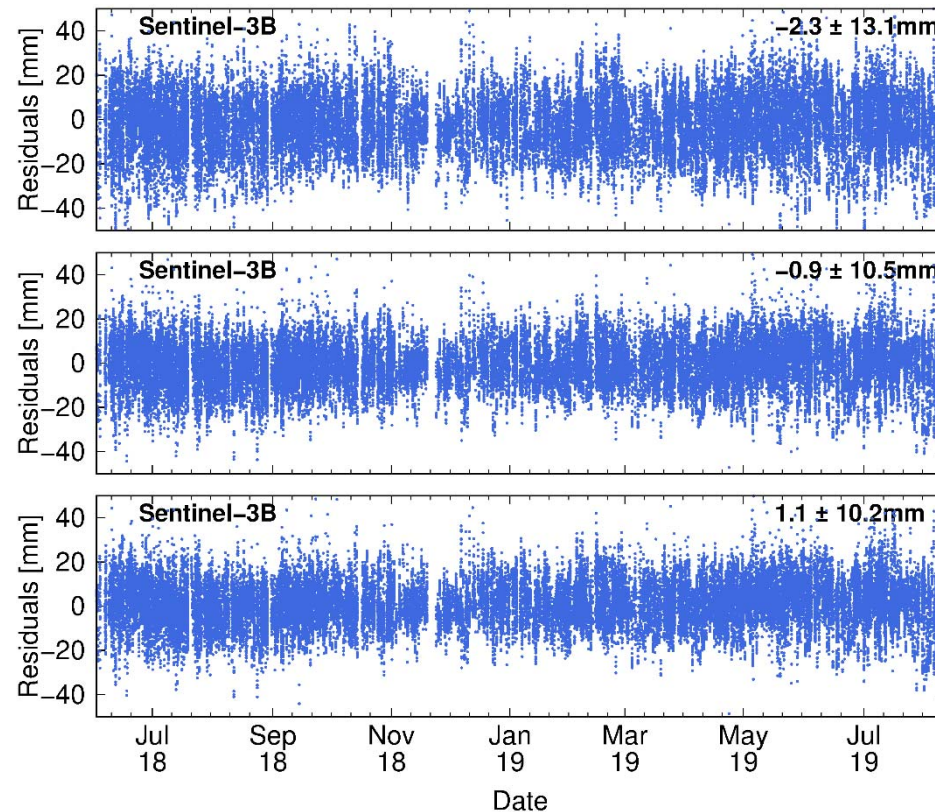 Sentinel−3B −2.3 ± 13.1mm
40
20
0
−20
−40
Residuals [mm]
Sentinel−3B −0.9 ± 10.5mm
40
20
0
−20
−40
Residuals [mm]
Sentinel−3B 1.1 ± 10.2mm
40
20
0
−20
−40
Residuals [mm]
Jul Sep Nov Jan Mar May Jul
18 18 18 19 19 19 19
Date